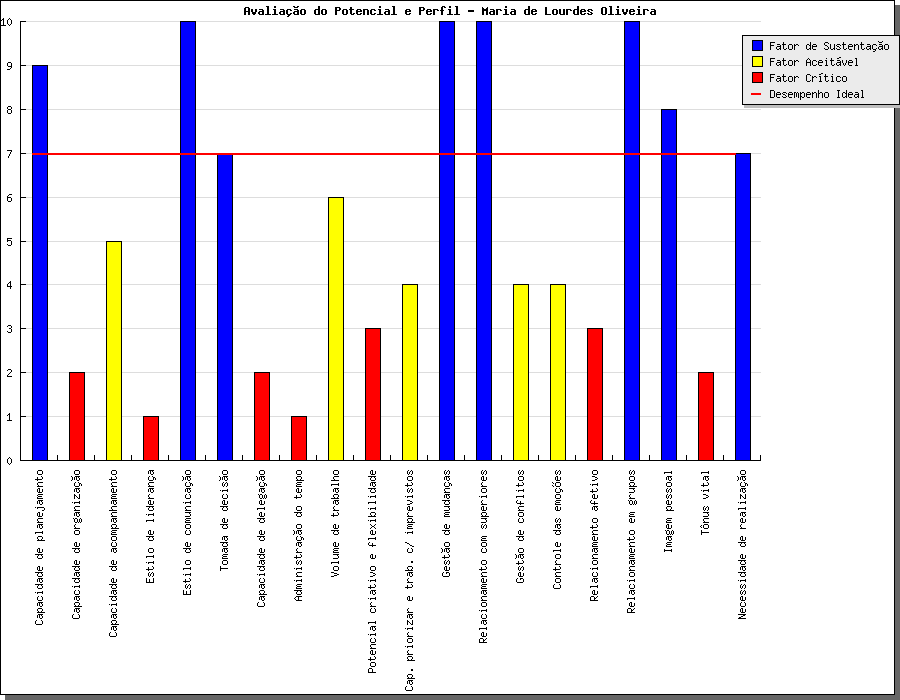 Avaliação do Potencial e Perfil - Maria de Lourdes Oliveira
Fator de Sustentação
Fator Aceitável
Fator Crítico
Desempenho Ideal
10
9
8
7
6
5
4
3
2
1
0
Capacidade de planejamento
Capacidade de organização
Capacidade de acompanhamento
Estilo de liderança
Estilo de comunicação
Tomada de decisão
Capacidade de delegação
Administração do tempo
Volume de trabalho
Potencial criativo e flexibilidade
Cap. priorizar e trab. c/ imprevistos
Gestão de mudanças
Relacionamento com superiores
Gestão de conflitos
Controle das emoções
Relacionamento afetivo
Relacionamento em grupos
Imagem pessoal
Tônus vital
Necessidade de realização